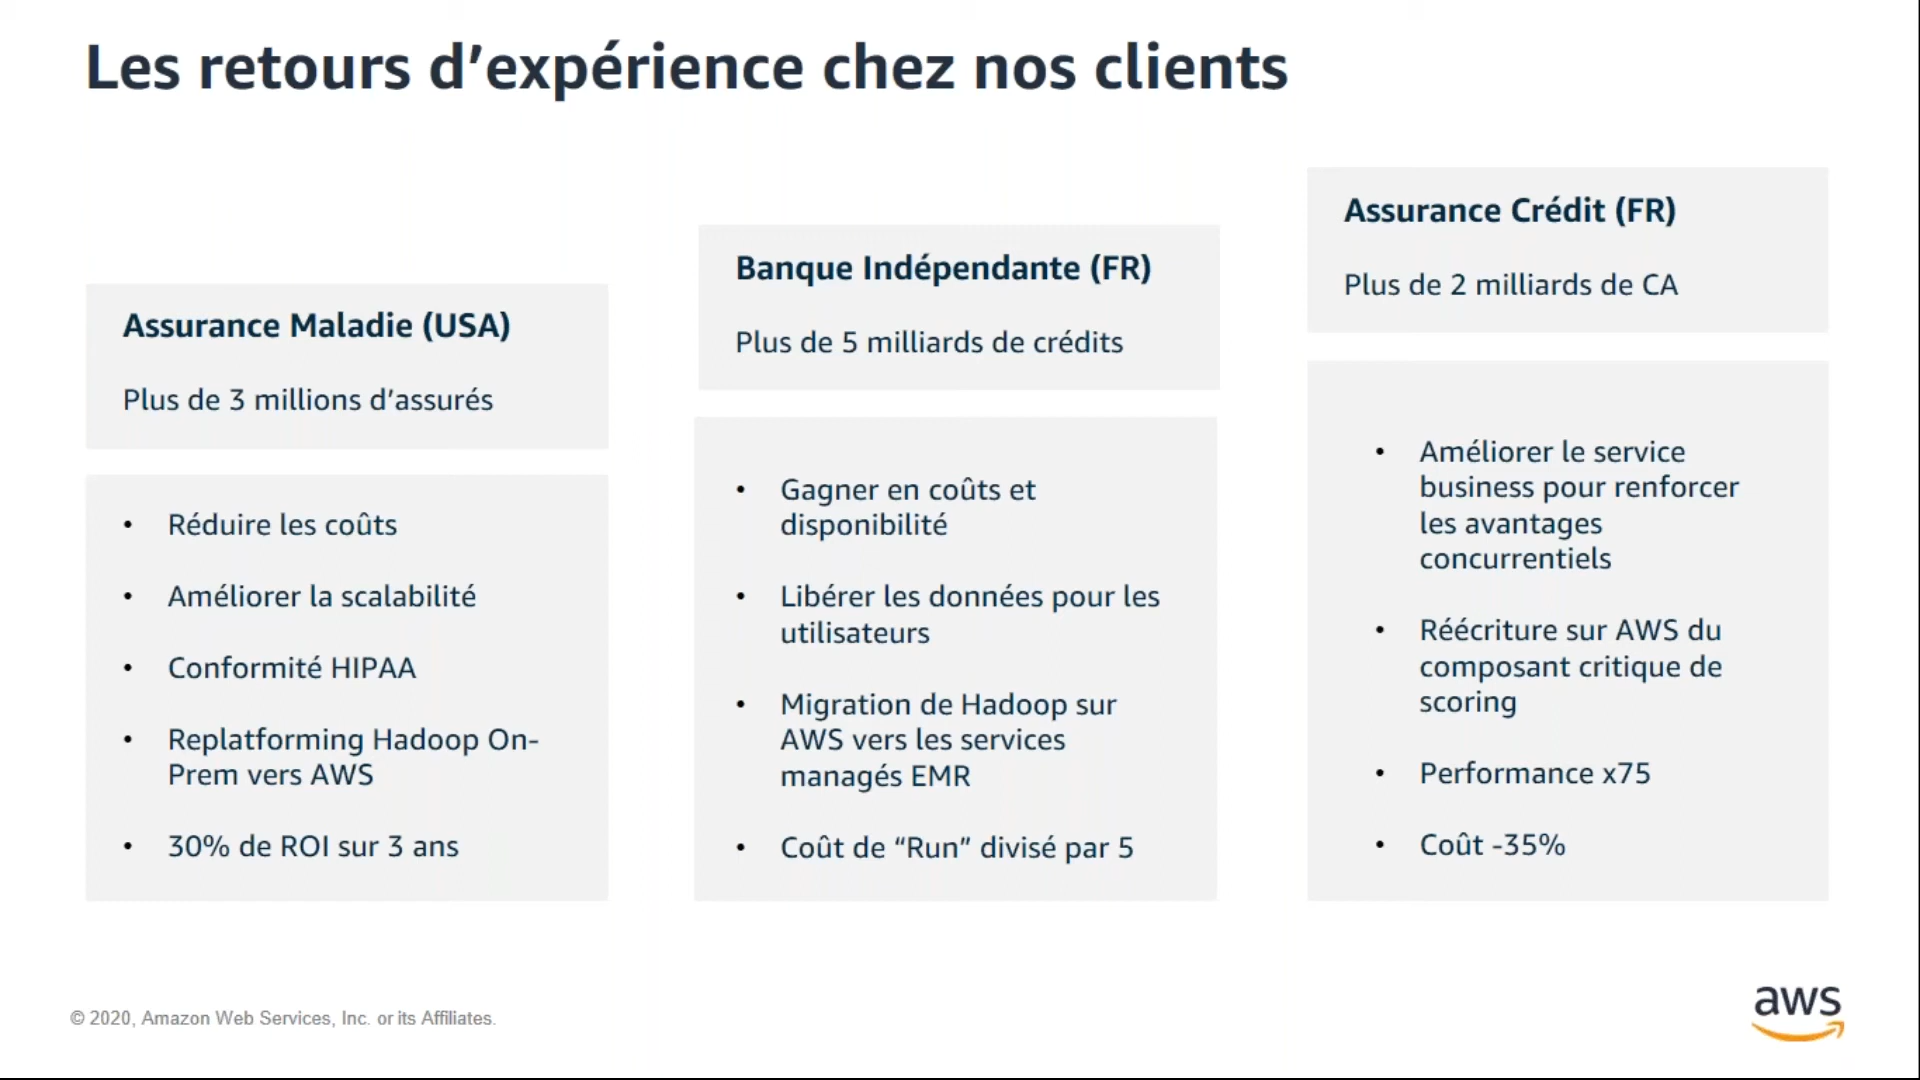 Les retours d’expérience chez nos clients
Assurance Maladie (USA)
Plus de 3 millions d’assurés
• Réduire les coûts
• Améliorer la scalabilité
• Conformité HIPAA
• Replatforming Hadoop On-
Prem vers AWS
• 30% de ROI sur 3 ans
Banque Indépendante (FR)
Plus de 5 milliards de crédits
• Gagner en coûts et
disponibilité
• Libérer les données pour les
utilisateurs
• Migration de Hadoop sur
AWS vers les services
managés EMR
• Coût de “Run” divisé par 5
Assurance Crédit (FR)
Plus de 2 milliards de CA
• Améliorer le service
business pour renforcer
les avantages
concurrentiels
• Réécriture sur AWS du
composant critique de
scoring
• Performance x75
• Coût -35%
© 2020, Amazon Web Services, Inc. or its Affiliates.
aws